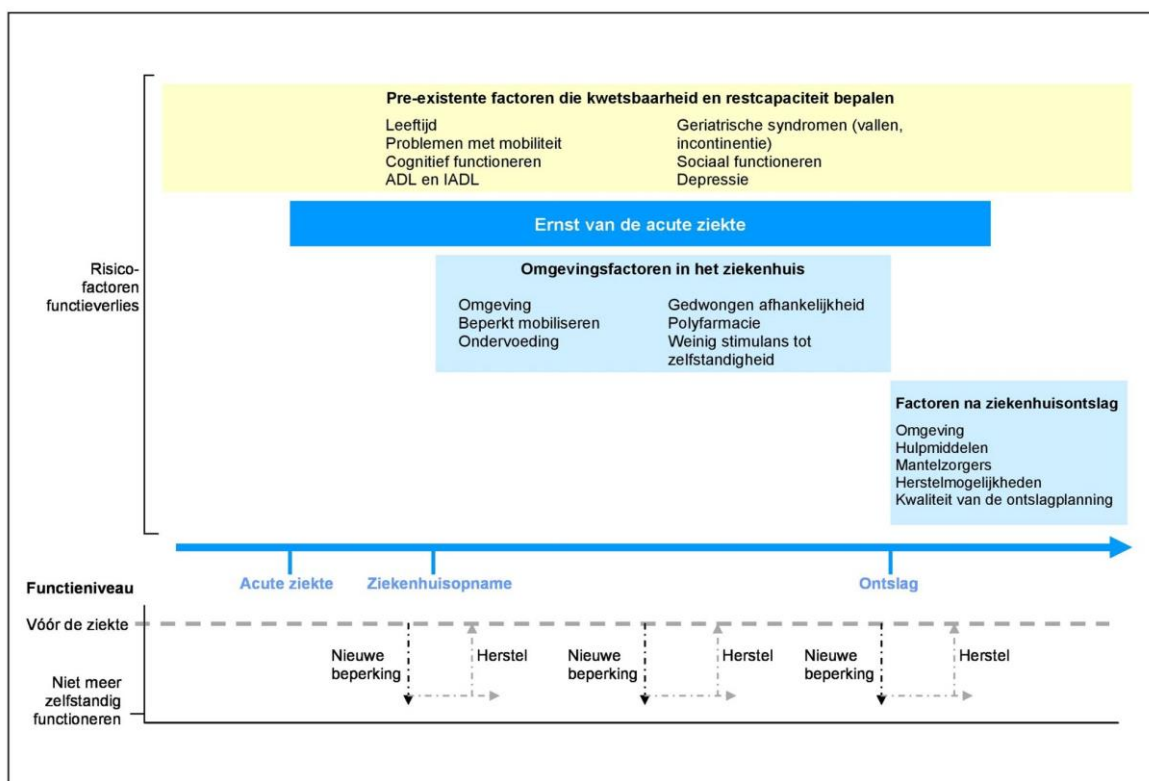 Pre-existente factoren die kwetsbaarheid en restcapaciteit bepalen
Leeftijd
Problemen met mobiliteit
Cognitief functioneren
ADL en IADL
Geriatrische syndromen (vallen,
incontinentie)
Sociaal functioneren
Depressie
Ernst van de acute ziekte
Risico-
factoren
functieverlies
Omgevingsfactoren in het ziekenhuis
Omgeving
Beperkt mobiliseren
Ondervoeding
Gedwongen afhankelijkheid
Polyfarmacie
Weinig stimulans tot
zelfstandigheid
Factoren na ziekenhuisontslag
Omgeving
Hulpmiddelen
Mantelzorgers
Herstelmogelijkheden
Kwaliteit van de ontslagplanning
Acute ziekte
Ziekenhuisopname
Ontslag
Functieniveau
Vóór de ziekte
Nieuwe
beperking
Herstel
Nieuwe
beperking
Herstel
Nieuwe
beperking
Herstel
Niet meer
zelfstandig
functioneren